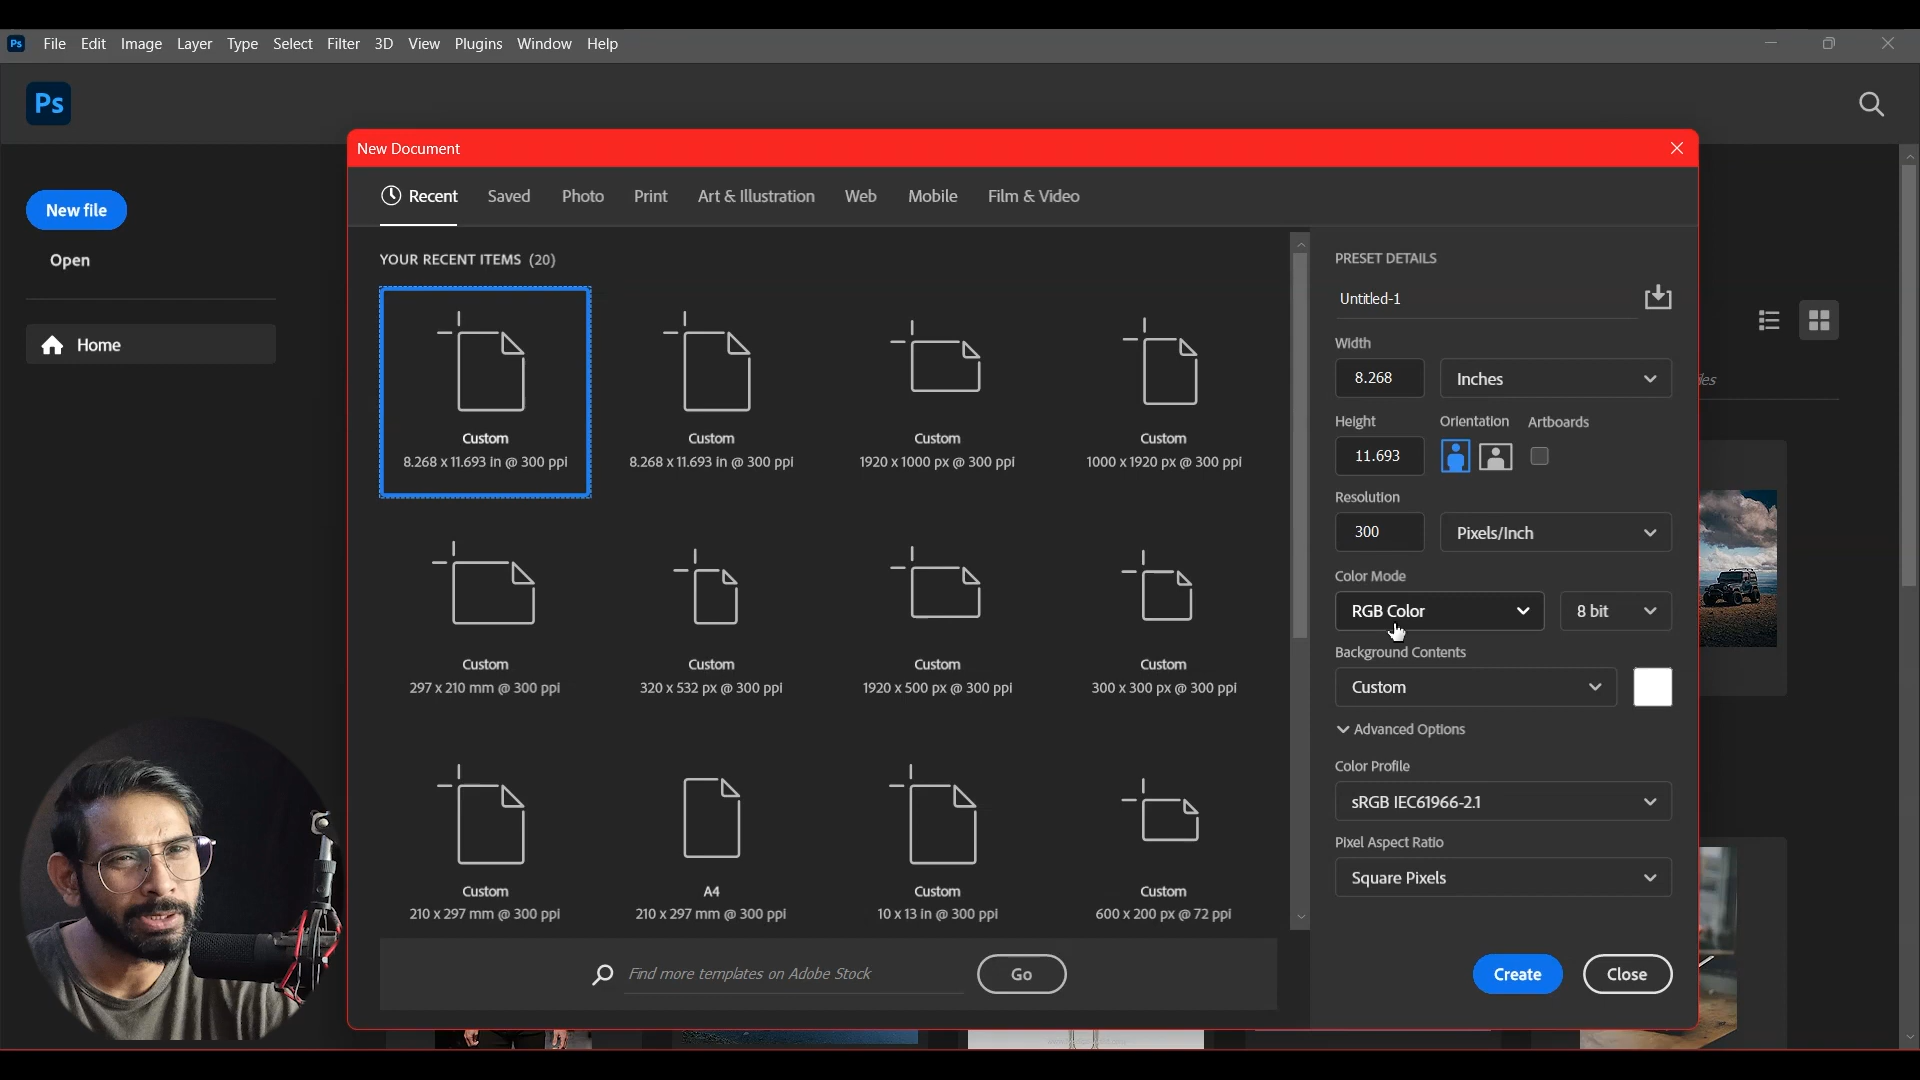 Ps File Edit Image Layer Type Select Filter 3D View Plugins Window Help
Ps
New file
Open
Home
New Document
Recent Saved Photo Print Art & Illustration Web Mobile Film & Video
YOUR RECENT ITEMS (20)
Custom Custom Custom Custom
8.268 x 11.693 in @ 300 ppi 8.268 x 11.693 in @ 300 ppi 1920 x 1000 px @ 300 ppi 1000 x 1920 px @ 300 ppi
Custom Custom Custom Custom
297 x 210 mm @ 300 ppi 320 x 532 px @ 300 ppi 1920 x 500 px @ 300 ppi 300 x 300 px @ 300 ppi
Custom A4 Custom Custom
210 x 297 mm @ 300 ppi 210 x 297 mm @ 300 ppi 10 x 13 in @ 300 ppi 600 x 200 px @ 72 ppi
Find more templates on Adobe Stock Go
PRESET DETAILS
Untitled-1
Width
8.268 Inches
Height Orientation Artboards
11.693
Resolution
300 Pixels/Inch
Color Mode
RGB Color 8 bit
Background Contents
Custom
Advanced Options
Color Profile
sRGB IEC61966-2.1
Pixel Aspect Ratio
Square Pixels
Create Close